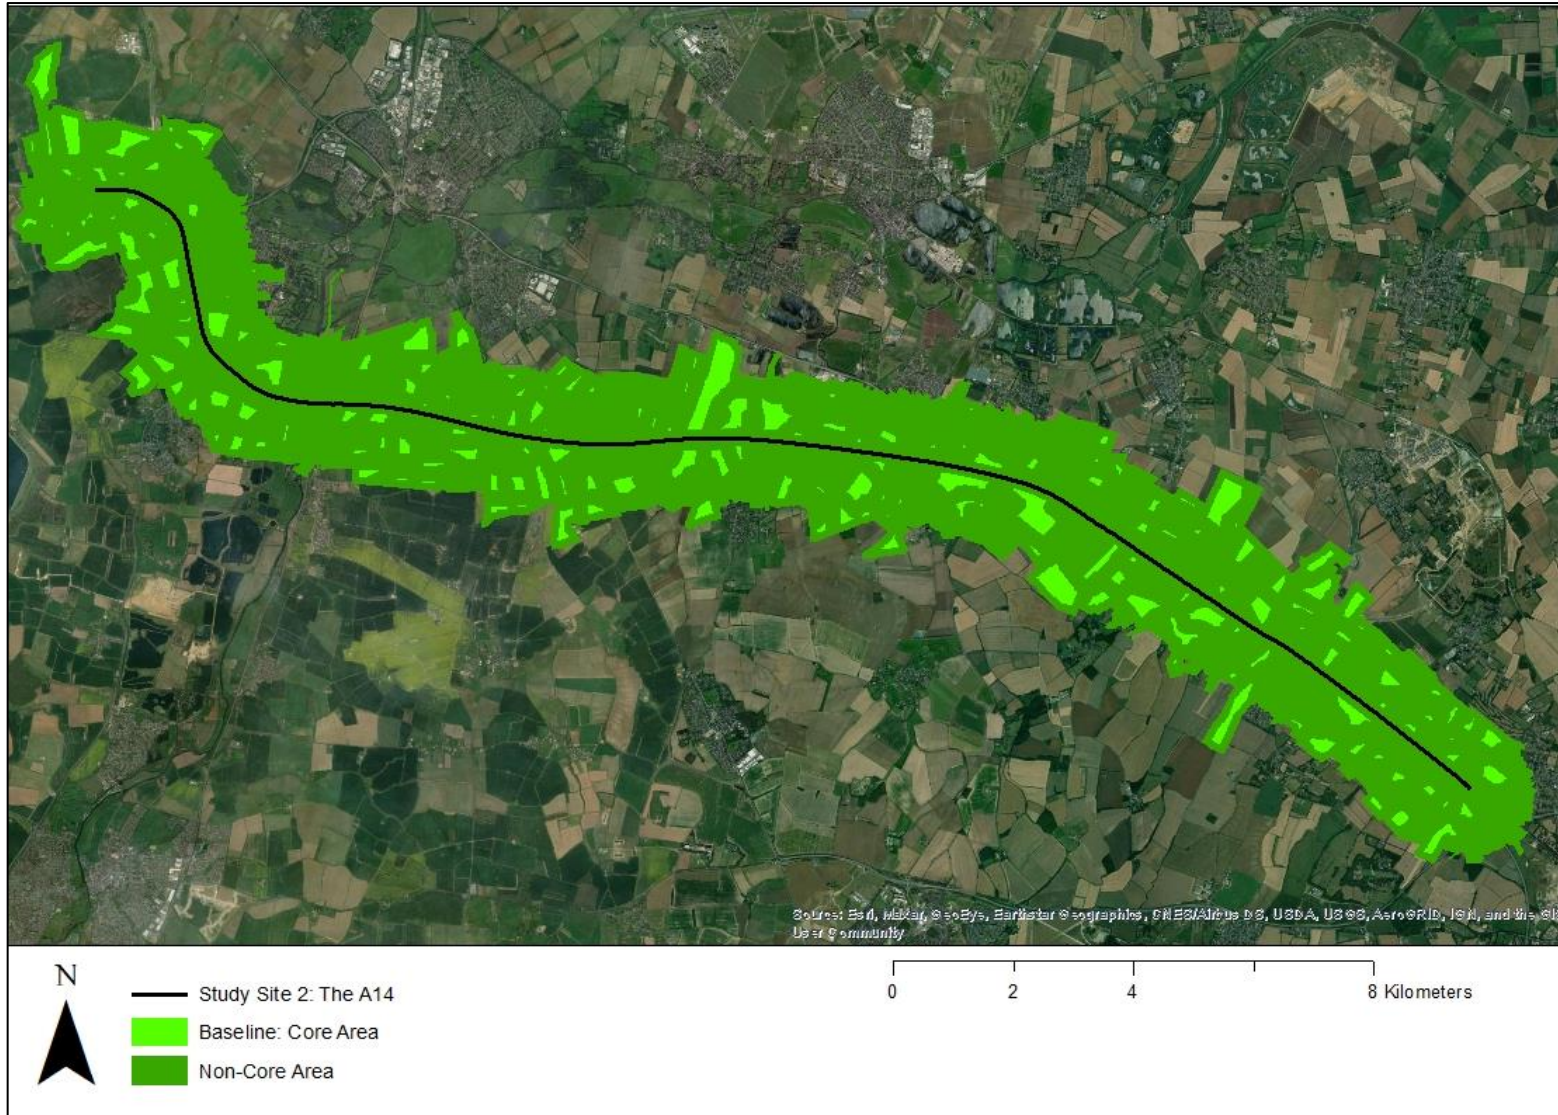 Source: Esri, Maxar, GeoEye, Earthstar Geographics, CNES/Airbus DS, USDA, USGS, AeroGRID, IGN, and the
User Community
N
Study Site 2: The A14
Baseline: Core Area
Non-Core Area
0 2 4 8 Kilometers